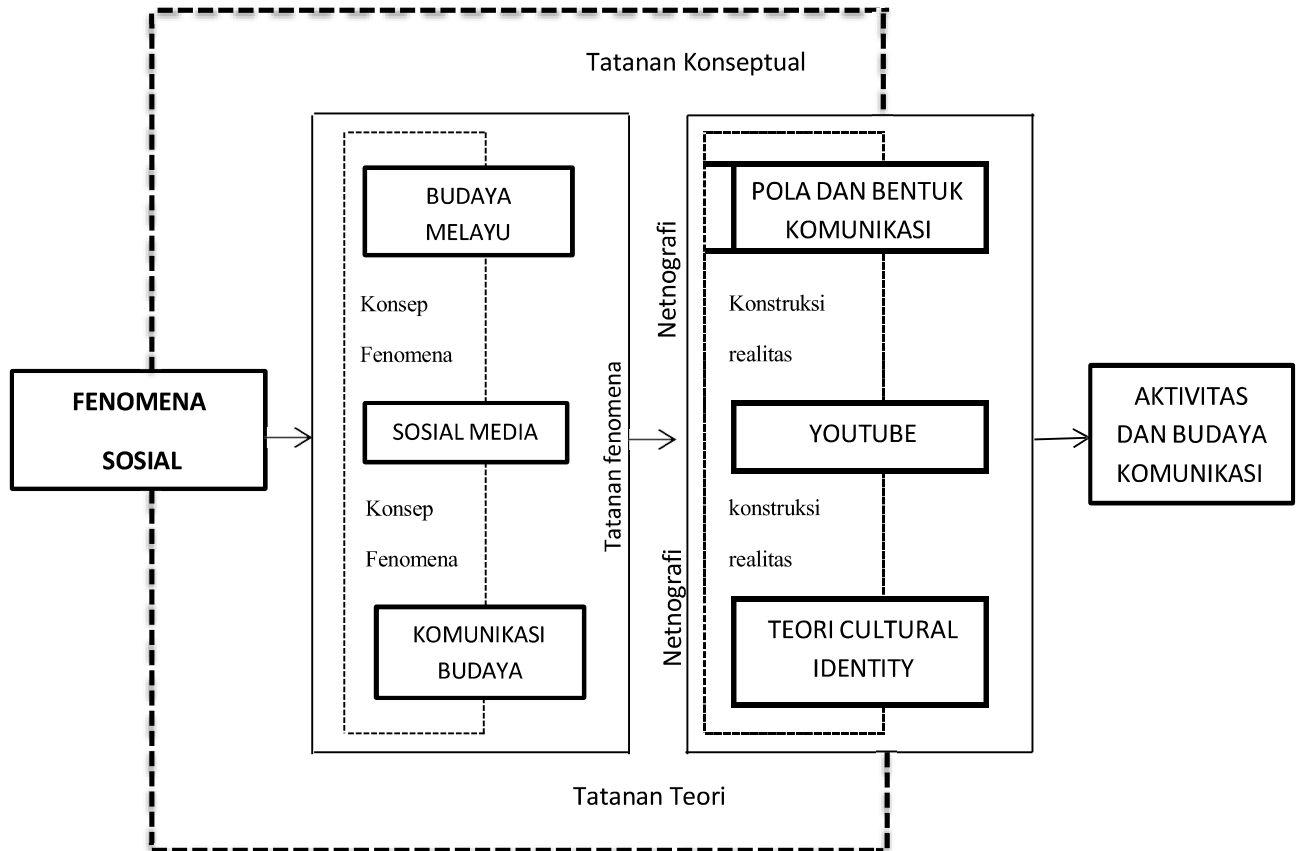 Tatanan Konseptual
FENOMENA
SOSIAL
BUDAYA
MELAYU
Konsep
Fenomena
SOSIAL MEDIA
Konsep
Fenomena
KOMUNIKASI
BUDAYA
Tatanan fenomena
Netnografi
Netnografi
POLA DAN BENTUK
KOMUNIKASI
Konstruksi
realitas
YOUTUBE
konstruksi
realitas
TEORI CULTURAL
IDENTITY
AKTIVITAS
DAN BUDAYA
KOMUNIKASI
Tatanan Teori